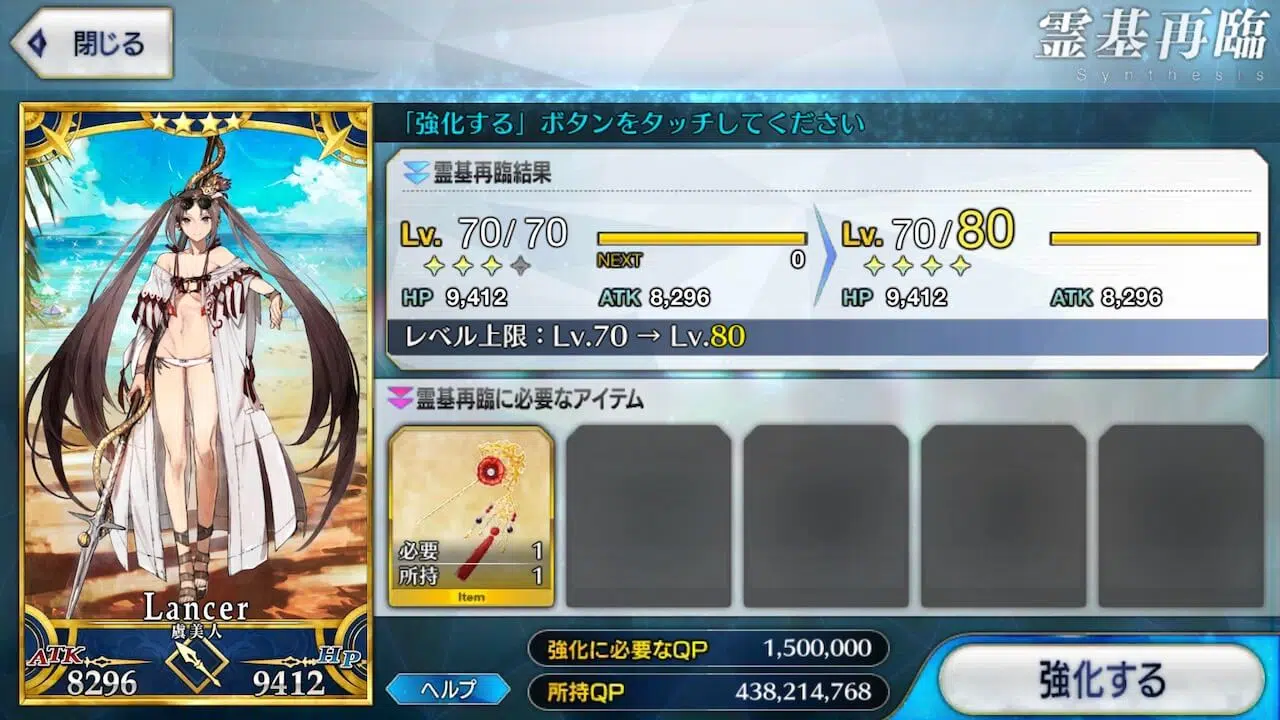 閉じる
霊基再臨
Synthesis
「強化する」ボタンをタッチしてください
霊基再臨結果
Lv. 70/70
NEXT 0
HP 9,412 ATK 8,296
Lv. 70/80
HP 9,412 ATK 8,296
レベル上限：Lv.70 → Lv.80
霊基再臨に必要なアイテム
必要 1
所持 1
Item
Lancer
虞美人
ATK 8296
HP 9412
強化に必要なQP 1,500,000
ヘルプ
所持QP 438,214,768
強化する